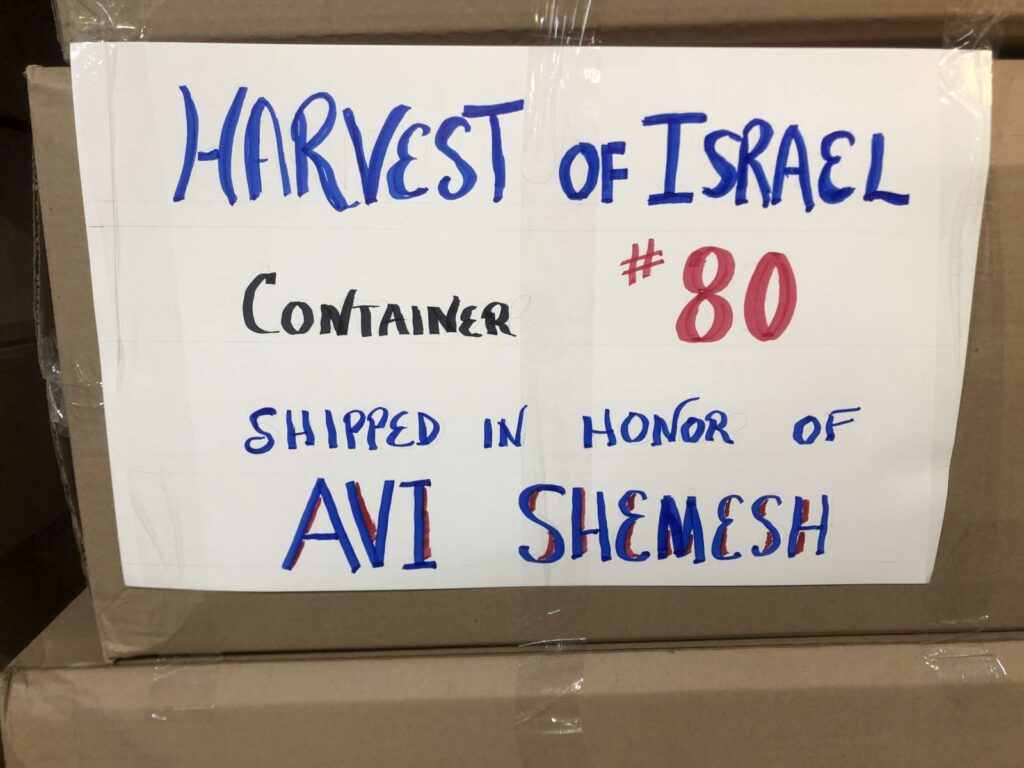 HARVEST OF ISRAEL
CONTAINER #80
SHIPPED IN HONOR OF
AVI SHEMESH